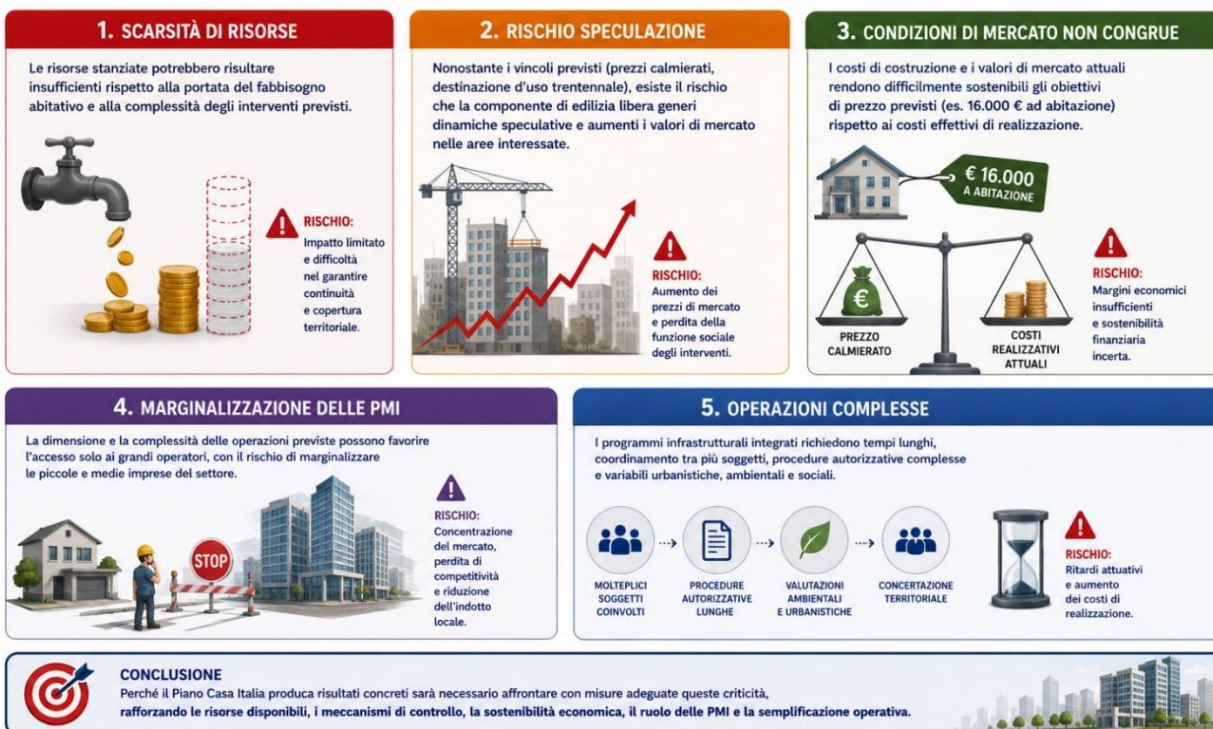 1. SCARSITÀ DI RISORSE
Le risorse stanziate potrebbero risultare
insufficienti rispetto alla portata del fabbisogno
abitativo e alla complessità degli interventi previsti.
RISCHIO:
Impatto limitato
e difficoltà
nel garantire
continuità
e copertura
territoriale.
2. RISCHIO SPECULAZIONE
Nonostante i vincoli previsti (prezzi calmierati,
destinazione d'uso trentennale), esiste il rischio
che la componente di edilizia libera generi
dinamiche speculative e aumenti i valori di mercato
nelle aree interessate.
RISCHIO:
Aumento dei
prezzi di mercato
e perdita della
funzione sociale
degli interventi.
3. CONDIZIONI DI MERCATO NON CONGRUE
I costi di costruzione e i valori di mercato attuali
rendono difficilmente sostenibili gli obiettivi
di prezzo previsti (es. 16.000 € ad abitazione)
rispetto ai costi effettivi di realizzazione.
€ 16.000
A ABITAZIONE
€
PREZZO
CALMIERATO
COSTI
REALIZZATIVI
ATTUALI
RISCHIO:
Margini economici
insufficienti
e sostenibilità
finanziaria
incerta.
4. MARGINALIZZAZIONE DELLE PMI
La dimensione e la complessità delle operazioni previste possono favorire
l'accesso solo ai grandi operatori, con il rischio di marginalizzare
le piccole e medie imprese del settore.
STOP
RISCHIO:
Concentrazione
del mercato,
perdita di
competitività
e riduzione
dell'indotto
locale.
5. OPERAZIONI COMPLESSE
I programmi infrastrutturali integrati richiedono tempi lunghi,
coordinamento tra più soggetti, procedure autorizzative complesse
e variabili urbanistiche, ambientali e sociali.
MOLTEPLICI
SOGGETTI
COINVOLTI
PROCEDURE
AUTORIZZATIVE
LUNGHE
VALUTAZIONI
AMBIENTALI
E URBANISTICHE
CONCERTAZIONE
TERRITORIALE
RISCHIO:
Ritardi attuativi
e aumento
dei costi di
realizzazione.
CONCLUSIONE
Perché il Piano Casa Italia produca risultati concreti sarà necessario affrontare con misure adeguate queste criticità,
rafforzando le risorse disponibili, i meccanismi di controllo, la sostenibilità economica, il ruolo delle PMI e la semplificazione operativa.